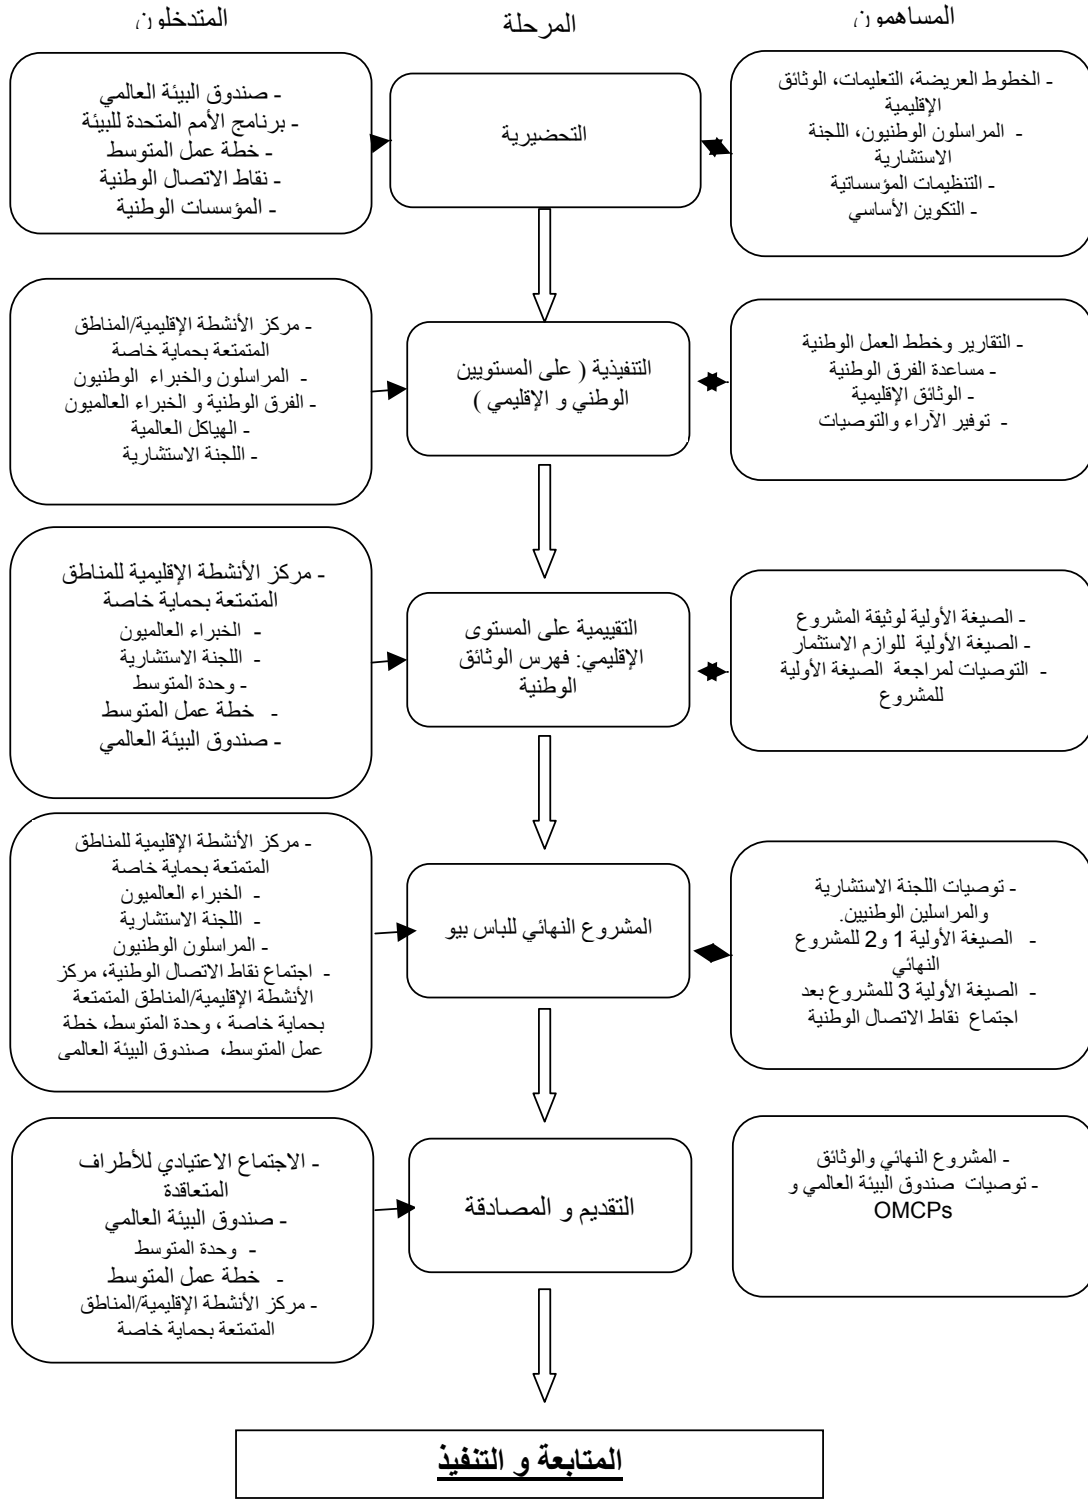 المساهمون
المرحلة
المتدخلون
- الخطوط العريضة، التعليمات، الوثائق
الإقليمية
- المراسلون الوطنيون، اللجنة
الاستشارية
- التنظيمات المؤسساتية
- التكوين الأساسي
التحضيرية
- صندوق البيئة العالمي
- برنامج الأمم المتحدة للبيئة
- خطة عمل المتوسط
- نقاط الاتصال الوطنية
- المؤسسات الوطنية
- التقارير وخطط العمل الوطنية
- مساعدة الفرق الوطنية
- الوثائق الإقليمية
- توفير الآراء والتوصيات
التنفيذية ( على المستويين
الوطني و الإقليمي )
- مركز الأنشطة الإقليمية/المناطق
المتمتعة بحماية خاصة
- المراسلون والخبراء الوطنيون
- الفرق الوطنية و الخبراء العالميون
- الهياكل العالمية
- اللجنة الاستشارية
- الصيغة الأولية لوثيقة المشروع
- الصيغة الأولية للوازم الاستثمار
- التوصيات لمراجعة الصيغة الأولية
للمشروع
التقييمية على المستوى
الإقليمي: فهرس الوثائق
الوطنية
- مركز الأنشطة الإقليمية للمناطق
المتمتعة بحماية خاصة
- الخبراء العالميون
- اللجنة الاستشارية
- وحدة المتوسط
- خطة عمل المتوسط
- صندوق البيئة العالمي
- توصيات اللجنة الاستشارية
والمراسلين الوطنيين.
- الصيغة الأولية 1 و2 للمشروع
النهائي
- الصيغة الأولية 3 للمشروع بعد
اجتماع نقاط الاتصال الوطنية
المشروع النهائي للباس بيو
- مركز الأنشطة الإقليمية للمناطق
المتمتعة بحماية خاصة
- الخبراء العالميون
- اللجنة الاستشارية
- المراسلون الوطنيون
- اجتماع نقاط الاتصال الوطنية، مركز
الأنشطة الإقليمية/المناطق المتمتعة
بحماية خاصة ، وحدة المتوسط، خطة
عمل المتوسط، صندوق البيئة العالمي
- المشروع النهائي والوثائق
- توصيات صندوق البيئة العالمي و
OMCPs
التقديم و المصادقة
- الاجتماع الاعتيادي للأطراف
المتعاقدة
- صندوق البيئة العالمي
- وحدة المتوسط
- خطة عمل المتوسط
- مركز الأنشطة الإقليمية/المناطق
المتمتعة بحماية خاصة
المتابعة و التنفيذ